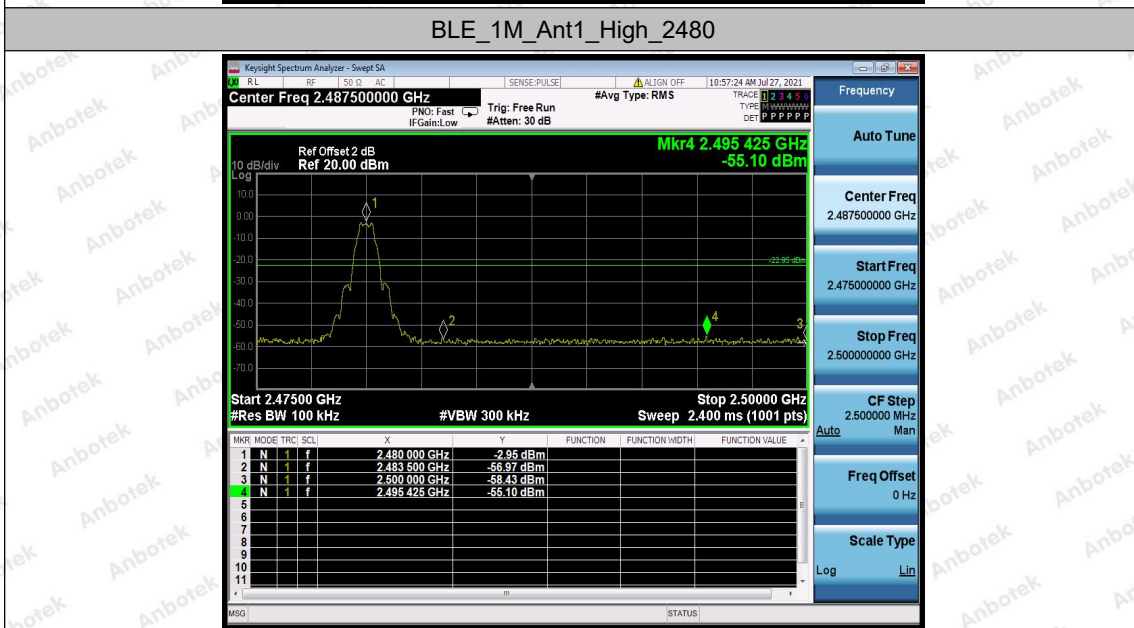 BLE_1M_Ant1_High_2480
Keysight Spectrum Analyzer - Swept SA
RL RF 50 Ω AC SENSE:PULSE ALIGN OFF 10:57:24 AM Jul 27, 2021
Center Freq 2.487500000 GHz
PNO: Fast
IFGain:Low
Trig: Free Run
#Atten: 30 dB
#Avg Type: RMS
TRACE 1 2 3 4 5 6
TYPE M WWWWW
DET P P P P P P
Ref Offset 2 dB
10 dB/div Ref 20.00 dBm
Log
Mkr4 2.495 425 GHz
-55.10 dBm
10.0
0.00
-10.0
-20.0
-30.0
-40.0
-50.0
-60.0
-70.0
1
2
3
4
-22.95 dBm
Start 2.47500 GHz
#Res BW 100 kHz
#VBW 300 kHz
Stop 2.50000 GHz
Sweep 2.400 ms (1001 pts)
MKR MODE TRC SCL X Y FUNCTION FUNCTION WIDTH FUNCTION VALUE
1 N 1 f 2.480 000 GHz -2.95 dBm
2 N 1 f 2.483 500 GHz -56.97 dBm
3 N 1 f 2.500 000 GHz -58.43 dBm
4 N 1 f 2.495 425 GHz -55.10 dBm
5
6
7
8
9
10
11
MSG STATUS
Frequency
Auto Tune
Center Freq
2.487500000 GHz
Start Freq
2.475000000 GHz
Stop Freq
2.500000000 GHz
CF Step
2.500000 MHz
Auto Man
Freq Offset
0 Hz
Scale Type
Log Lin
Anbotek